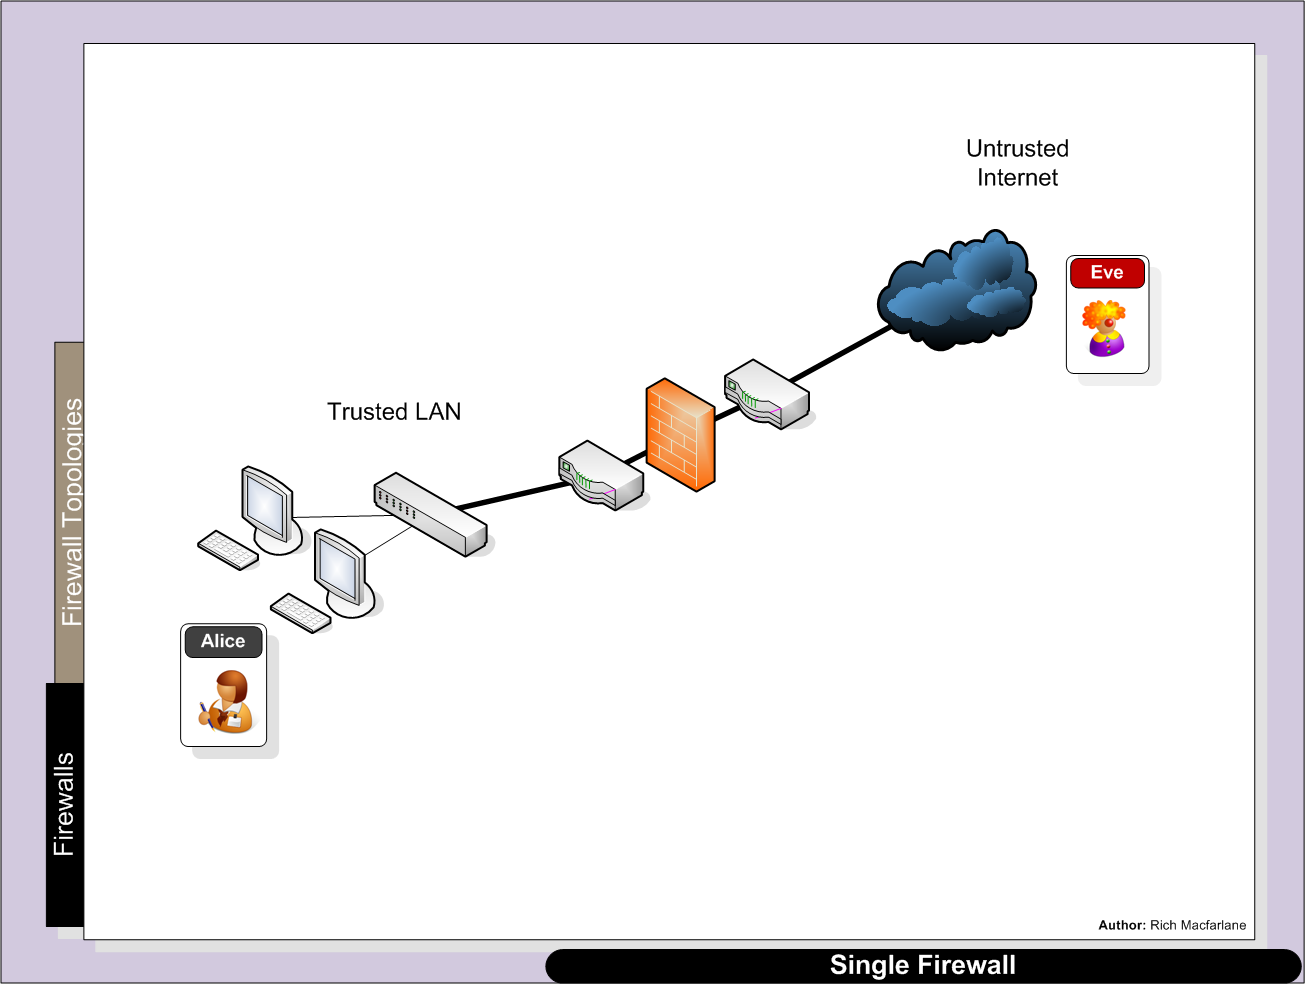 Untrusted
Internet
Eve
Trusted LAN
Alice
Firewall Topologies
Firewalls
Author: Rich Macfarlane
Single Firewall